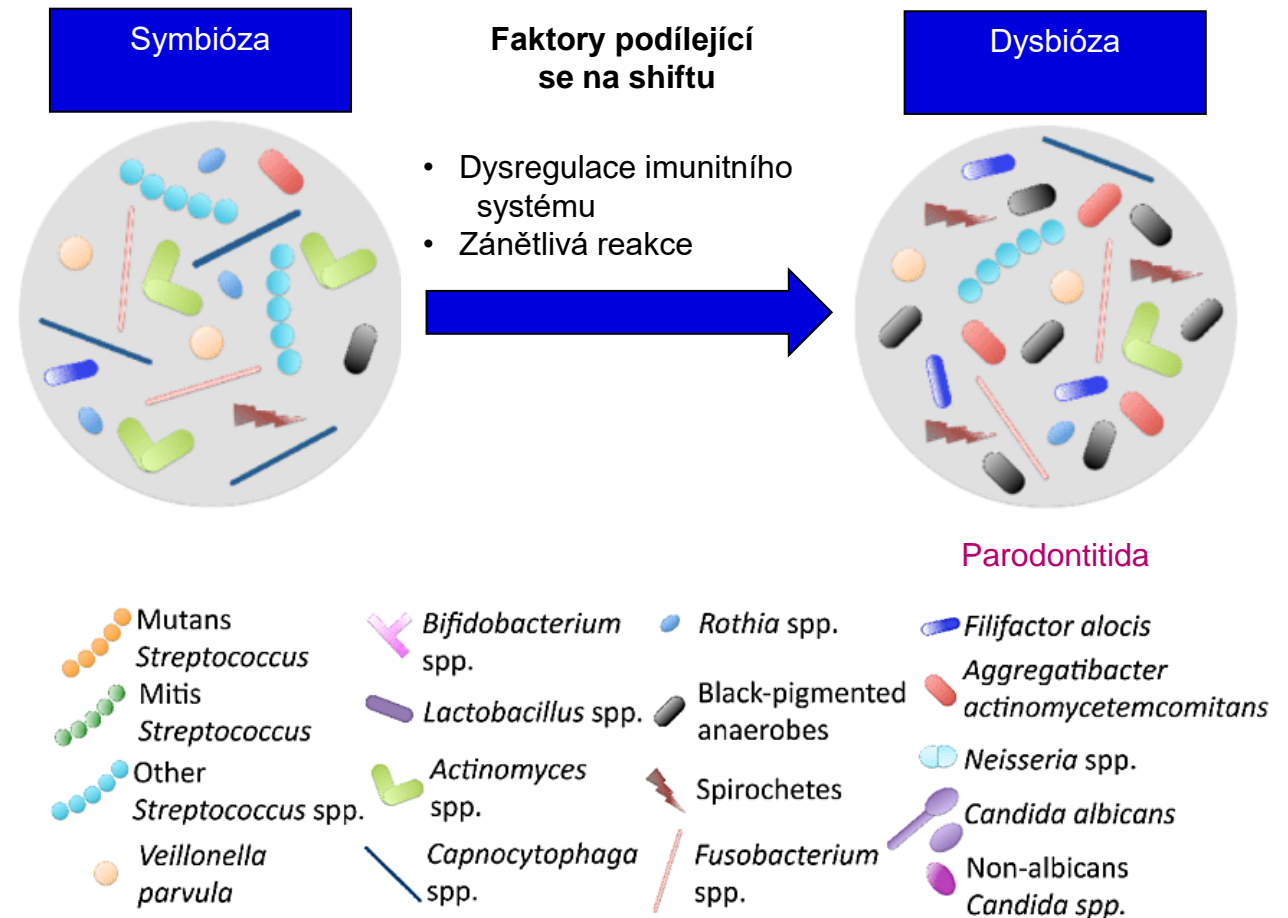 Symbióza
Faktory podílející
se na shiftu
Dysbióza
• Dysregulace imunitního
systému
• Zánětlivá reakce
Parodontitida
Mutans
Streptococcus
Mitis
Streptococcus
Other
Streptococcus spp.
Veillonella
parvula
Bifidobacterium
spp.
Lactobacillus spp.
Actinomyces
spp.
Capnocytophaga
spp.
Rothia spp.
Black-pigmented
anaerobes
Spirochetes
Fusobacterium
spp.
Filifactor alocis
Aggregatibacter
actinomycetemcomitans
Neisseria spp.
Candida albicans
Non-albicans
Candida spp.